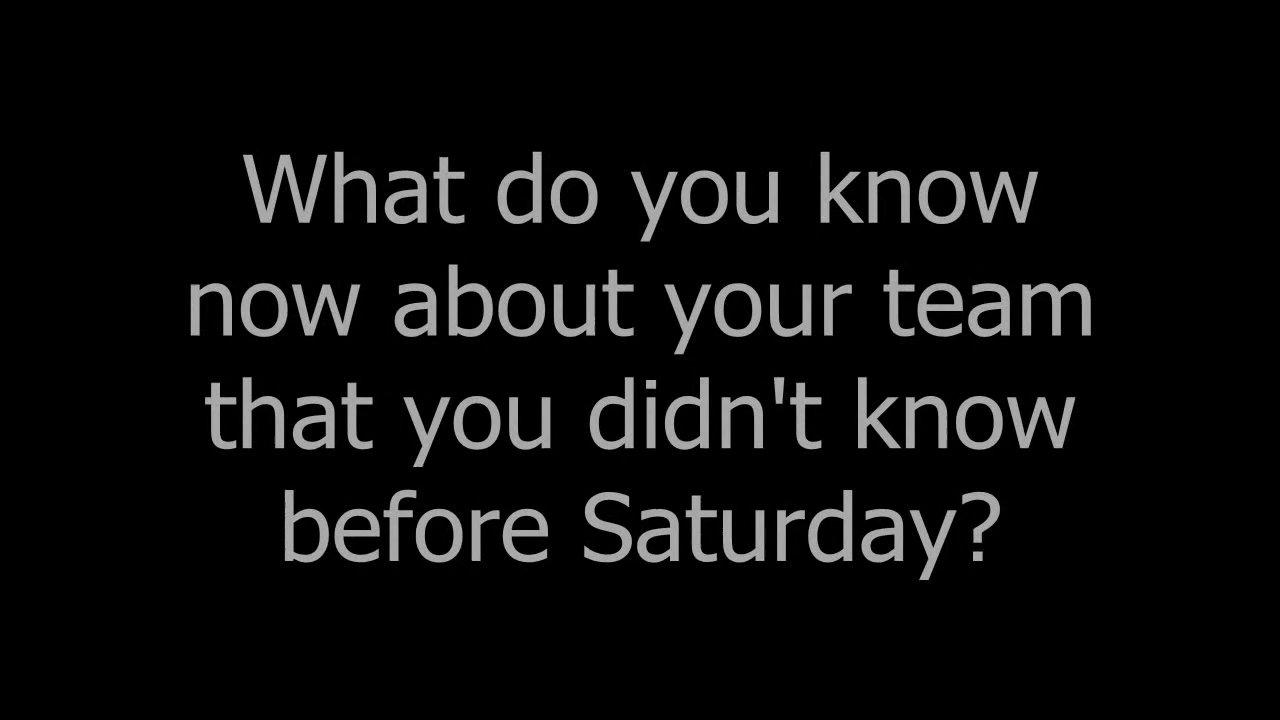 What do you know
now about your team
that you didn't know
before Saturday?